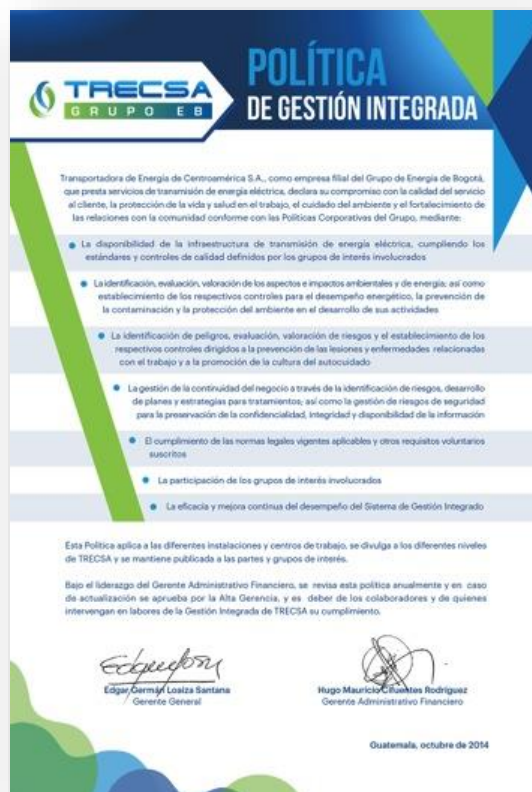 TRECSA
GRUPO EB
POLÍTICA
DE GESTIÓN INTEGRADA
Transportadora de Energía de Centroamérica S.A., como empresa filial del Grupo de Energía de Bogotá,
que presta servicios de transmisión de energía eléctrica, declara su compromiso con la calidad del servicio
al cliente, la protección de la vida y salud en el trabajo, el cuidado del ambiente y el fortalecimiento de
las relaciones con la comunidad conforme con las Políticas Corporativas del Grupo, mediante:
● La disponibilidad de la infraestructura de transmisión de energía eléctrica, cumpliendo los
estándares y controles de calidad definidos por los grupos de interés involucrados
● La identificación, evaluación, valoración de los aspectos e impactos ambientales y de energía; así como
establecimiento de los respectivos controles para el desempeño energético, la prevención de
la contaminación y la protección del ambiente en el desarrollo de sus actividades
● La identificación de peligros, evaluación, valoración de riesgos y el establecimiento de los
respectivos controles dirigidos a la prevención de las lesiones y enfermedades relacionadas
con el trabajo y a la promoción de la cultura del autocuidado
● La gestión de la continuidad del negocio a través de la identificación de riesgos, desarrollo
de planes y estrategias para tratamientos; así como la gestión de riesgos de seguridad
para la preservación de la confidencialidad, integridad y disponibilidad de la información
● El cumplimiento de las normas legales vigentes aplicables y otros requisitos voluntarios
suscritos
● La participación de los grupos de interés involucrados
● La eficacia y mejora continua del desempeño del Sistema de Gestión Integrado
Esta Política aplica a las diferentes instalaciones y centros de trabajo, se divulga a los diferentes niveles
de TRECSA y se mantiene publicada a las partes y grupos de interés.
Bajo el liderazgo del Gerente Administrativo Financiero, se revisa esta política anualmente y en caso
de actualización se aprueba por la Alta Gerencia, y es deber de los colaboradores y de quienes
intervengan en labores de la Gestión Integrada de TRECSA su cumplimiento.
Edgar Germán Loaiza Santana
Gerente General
Hugo Mauricio Cifuentes Rodríguez
Gerente Administrativo Financiero
Guatemala, octubre de 2014